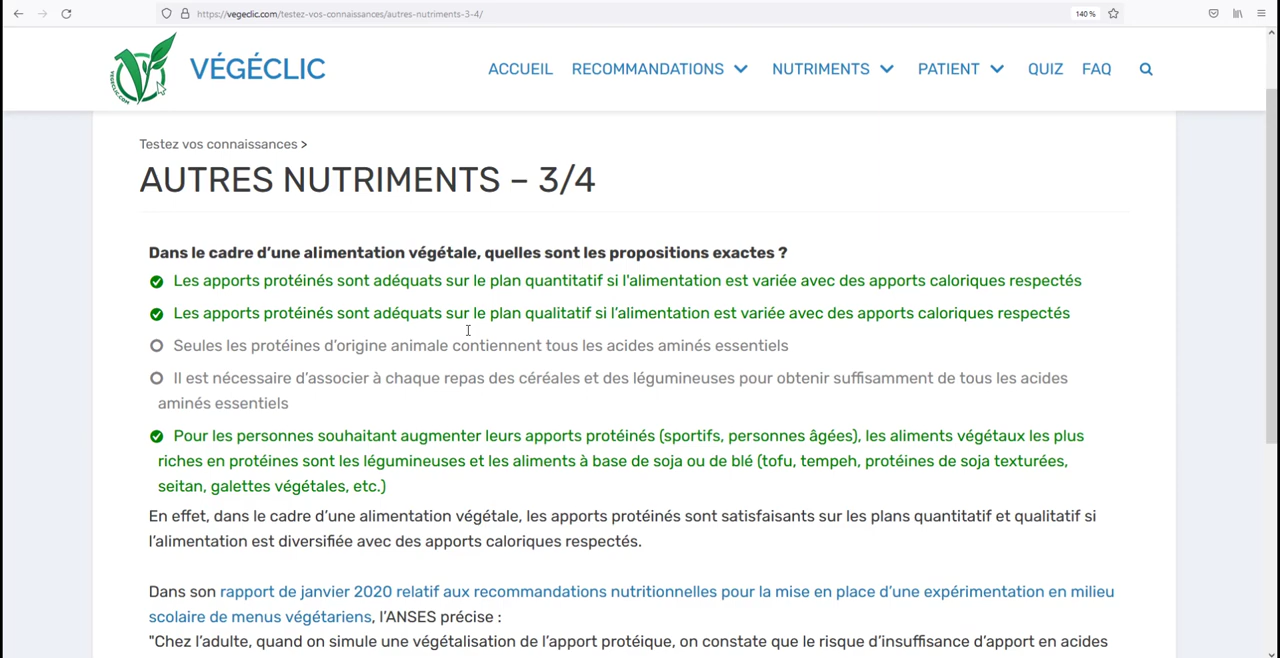 https://vegeclic.com/testez-vos-connaissances/autres-nutriments-3-4/
140 %
VÉGÉCLIC
ACCUEIL RECOMMANDATIONS NUTRIMENTS PATIENT QUIZ FAQ
Testez vos connaissances >
AUTRES NUTRIMENTS – 3/4
Dans le cadre d’une alimentation végétale, quelles sont les propositions exactes ?
Les apports protéinés sont adéquats sur le plan quantitatif si l’alimentation est variée avec des apports caloriques respectés
Les apports protéinés sont adéquats sur le plan qualitatif si l’alimentation est variée avec des apports caloriques respectés
Seules les protéines d’origine animale contiennent tous les acides aminés essentiels
Il est nécessaire d’associer à chaque repas des céréales et des légumineuses pour obtenir suffisamment de tous les acides
aminés essentiels
Pour les personnes souhaitant augmenter leurs apports protéinés (sportifs, personnes âgées), les aliments végétaux les plus
riches en protéines sont les légumineuses et les aliments à base de soja ou de blé (tofu, tempeh, protéines de soja texturées,
seitan, galettes végétales, etc.)
En effet, dans le cadre d’une alimentation végétale, les apports protéinés sont satisfaisants sur les plans quantitatif et qualitatif si
l’alimentation est diversifiée avec des apports caloriques respectés.
Dans son rapport de janvier 2020 relatif aux recommandations nutritionnelles pour la mise en place d’une expérimentation en milieu
scolaire de menus végétariens, l’ANSES précise :
"Chez l’adulte, quand on simule une végétalisation de l’apport protéique, on constate que le risque d’insuffisance d’apport en acides